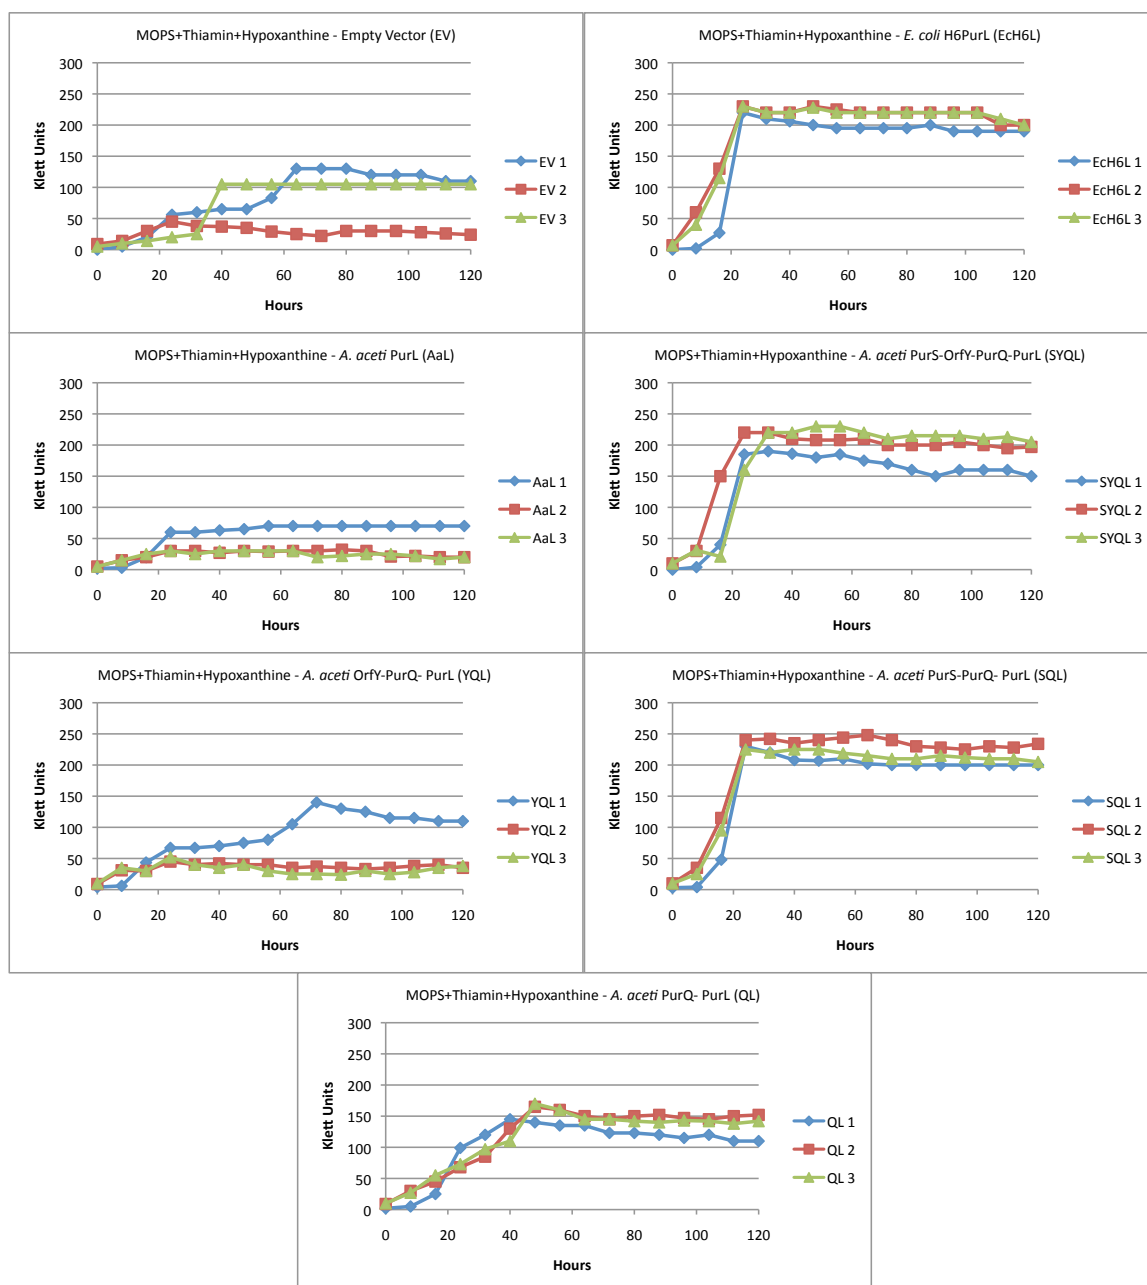 MOPS+Thiamin+Hypoxanthine - Empty Vector (EV)
300
250
200
150
100
50
0
Klett Units
0 20 40 60 80 100 120
Hours
EV 1
EV 2
EV 3
MOPS+Thiamin+Hypoxanthine - E. coli H6PurL (EcH6L)
300
250
200
150
100
50
0
Klett Units
0 20 40 60 80 100 120
Hours
EcH6L 1
EcH6L 2
EcH6L 3
MOPS+Thiamin+Hypoxanthine - A. aceti PurL (AaL)
300
250
200
150
100
50
0
Klett Units
0 20 40 60 80 100 120
Hours
AaL 1
AaL 2
AaL 3
MOPS+Thiamin+Hypoxanthine - A. aceti PurS-OrfY-PurQ-PurL (SYQL)
300
250
200
150
100
50
0
Klett Units
0 20 40 60 80 100 120
Hours
SYQL 1
SYQL 2
SYQL 3
MOPS+Thiamin+Hypoxanthine - A. aceti OrfY-PurQ- PurL (YQL)
300
250
200
150
100
50
0
Klett Units
0 20 40 60 80 100 120
Hours
YQL 1
YQL 2
YQL 3
MOPS+Thiamin+Hypoxanthine - A. aceti PurS-PurQ- PurL (SQL)
300
250
200
150
100
50
0
Klett Units
0 20 40 60 80 100 120
Hours
SQL 1
SQL 2
SQL 3
MOPS+Thiamin+Hypoxanthine - A. aceti PurQ- PurL (QL)
300
250
200
150
100
50
0
Klett Units
0 20 40 60 80 100 120
Hours
QL 1
QL 2
QL 3